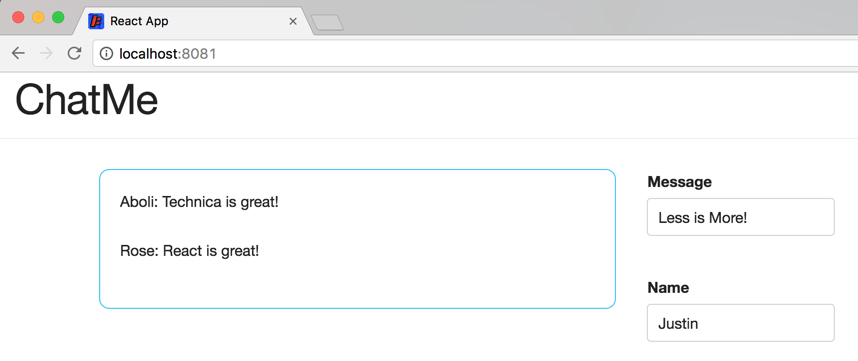 React App
localhost:8081
ChatMe
Aboli: Technica is great!
Rose: React is great!
Message
Less is More!
Name
Justin